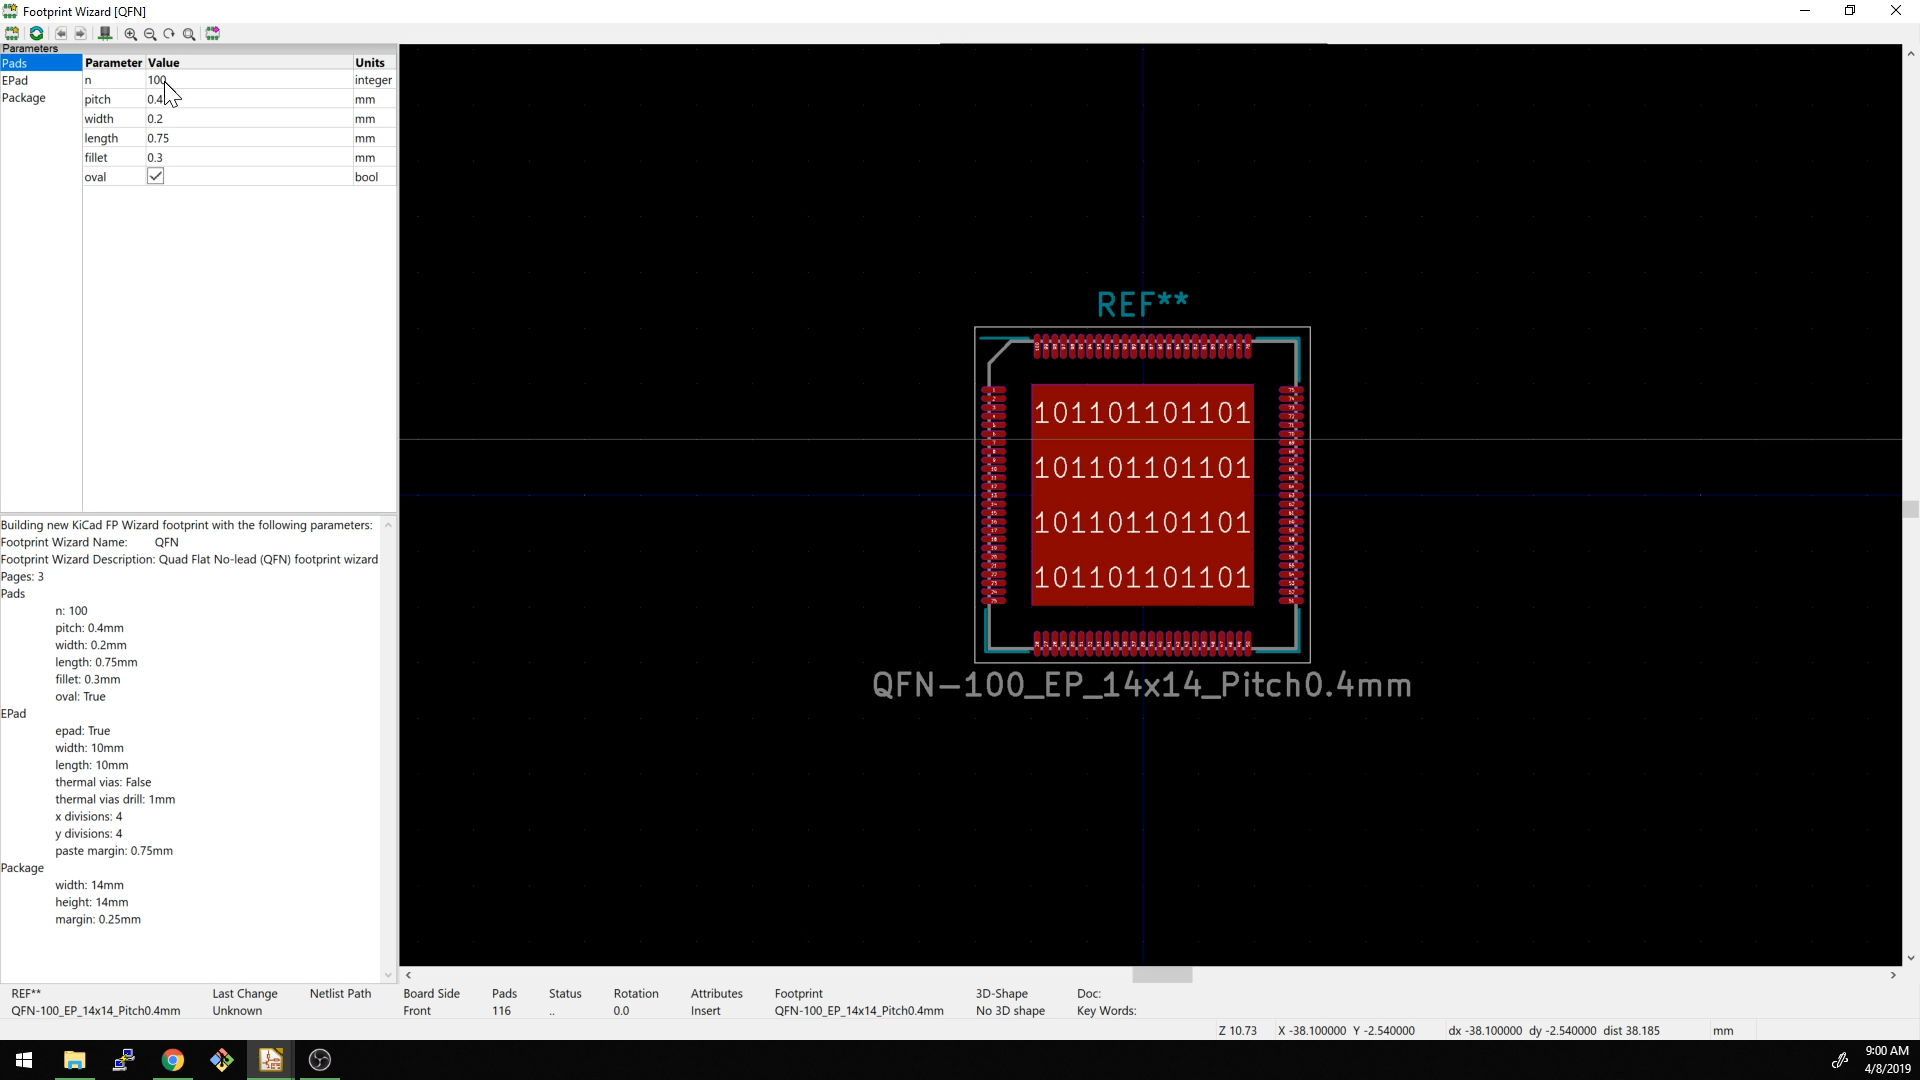 Footprint Wizard [QFN]
Parameters
Pads
EPad
Package
Parameter Value Units
n 100 integer
pitch 0.4 mm
width 0.2 mm
length 0.75 mm
fillet 0.3 mm
oval bool
Building new KiCad FP Wizard footprint with the following parameters:
Footprint Wizard Name: QFN
Footprint Wizard Description: Quad Flat No-lead (QFN) footprint wizard
Pages: 3
Pads
n: 100
pitch: 0.4mm
width: 0.2mm
length: 0.75mm
fillet: 0.3mm
oval: True
EPad
epad: True
width: 10mm
length: 10mm
thermal vias: False
thermal vias drill: 1mm
x divisions: 4
y divisions: 4
paste margin: 0.75mm
Package
width: 14mm
height: 14mm
margin: 0.25mm
REF**
101101101101
101101101101
101101101101
101101101101
QFN-100_EP_14x14_Pitch0.4mm
REF** Last Change Netlist Path Board Side Pads Status Rotation Attributes Footprint 3D-Shape Doc:
QFN-100_EP_14x14_Pitch0.4mm Unknown Front 116 .. 0.0 Insert QFN-100_EP_14x14_Pitch0.4mm No 3D shape Key Words:
Z 10.73 X -38.100000 Y -2.540000 dx -38.100000 dy -2.540000 dist 38.185 mm
9:00 AM
4/8/2019